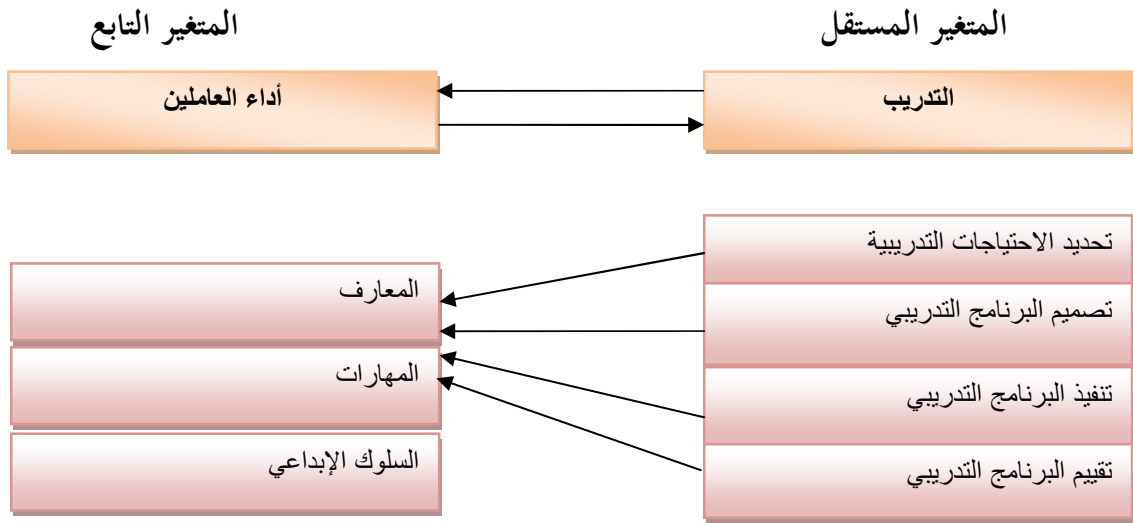 المتغير المستقل
المتغير التابع
التدريب
أداء العاملين
تحديد الاحتياجات التدريبية
تصميم البرنامج التدريبي
تنفيذ البرنامج التدريبي
تقييم البرنامج التدريبي
المعارف
المهارات
السلوك الإبداعي